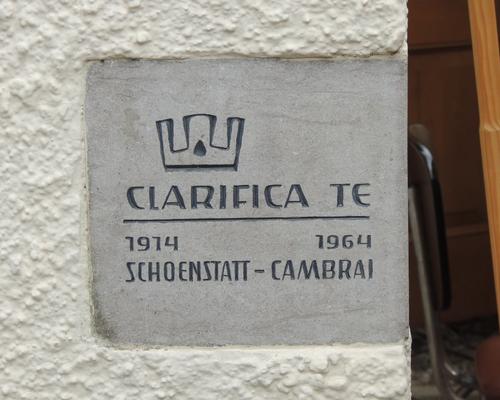 CLARIFICA TE
1914 1964
SCHOENSTATT - CAMBRAI